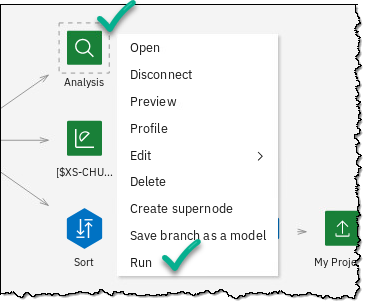 Open
Analysis
Disconnect
Preview
Profile
Edit
[$XS-CHU...
Delete
Create supernode
Save branch as a model
Sort
Run
My Proje